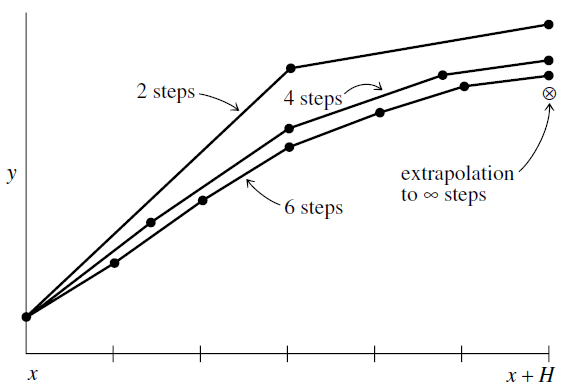 2 steps
4 steps
6 steps
extrapolation
to ∞ steps
y
x
x + H